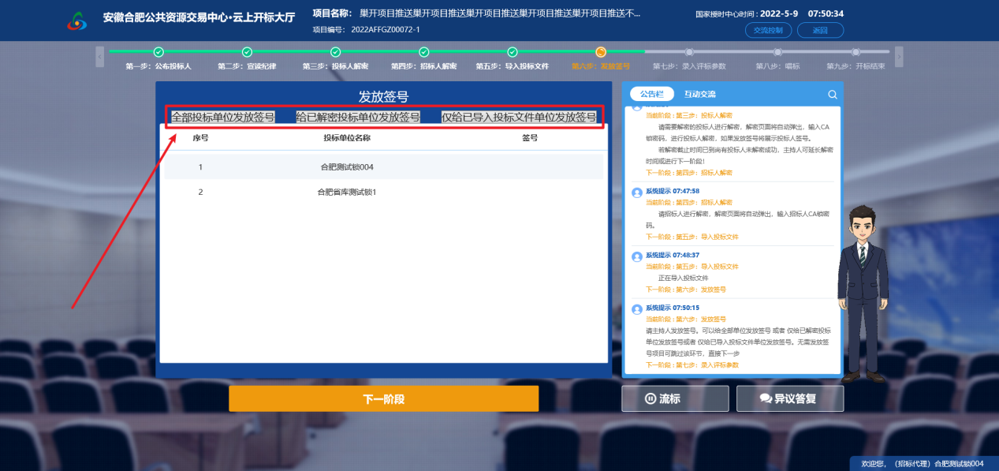 安徽合肥公共资源交易中心·云上开标大厅
项目名称： 巢开项目推送巢开项目推送巢开项目推送巢开项目推送巢开项目推送不...
项目编号： 2022AFFGZ00072-1
国家授时中心时间：2022-5-9 07:50:34
交流控制 返回
第一步：公布投标人 第二步：宣读纪律 第三步：投标人解密 第四步：招标人解密 第五步：导入投标文件 第六步：发放签号 第七步：录入评标参数 第八步：唱标 第九步：开标结束
发放签号
全部投标单位发放签号 给已解密投标单位发放签号 仅给已导入投标文件单位发放签号
序号 投标单位名称 签号
1 合肥测试锁004
2 合肥省库测试锁1
下一阶段
公告栏 互动交流
当前阶段：第三步：投标人解密
请需要解密的投标人进行解密，解密页面将自动弹出，输入CA
锁密码，进行投标人解密，如果发放签号将展示投标人签号。
若解密截止时间已到尚有投标人未解密成功，主持人可延长解密
时间或进行下一阶段！
下一阶段：第四步：招标人解密
系统提示 07:47:58
当前阶段：第四步：招标人解密
请招标人进行解密，解密页面将自动弹出，输入招标人CA锁密
码。
下一阶段：第五步：导入投标文件
系统提示 07:48:37
当前阶段：第五步：导入投标文件
正在导入投标文件
下一阶段：第六步：发放签号
系统提示 07:50:15
当前阶段：第六步：发放签号
请主持人发放签号。可以给全部单位发放签号 或者 仅给已解密投标
单位发放签号或者 仅给已导入投标文件单位发放签号。无需发放签
号项目可跳过该环节，直接下一步
下一阶段：第七步：录入评标参数
流标 异议答复
欢迎您，（招标代理）合肥测试锁004